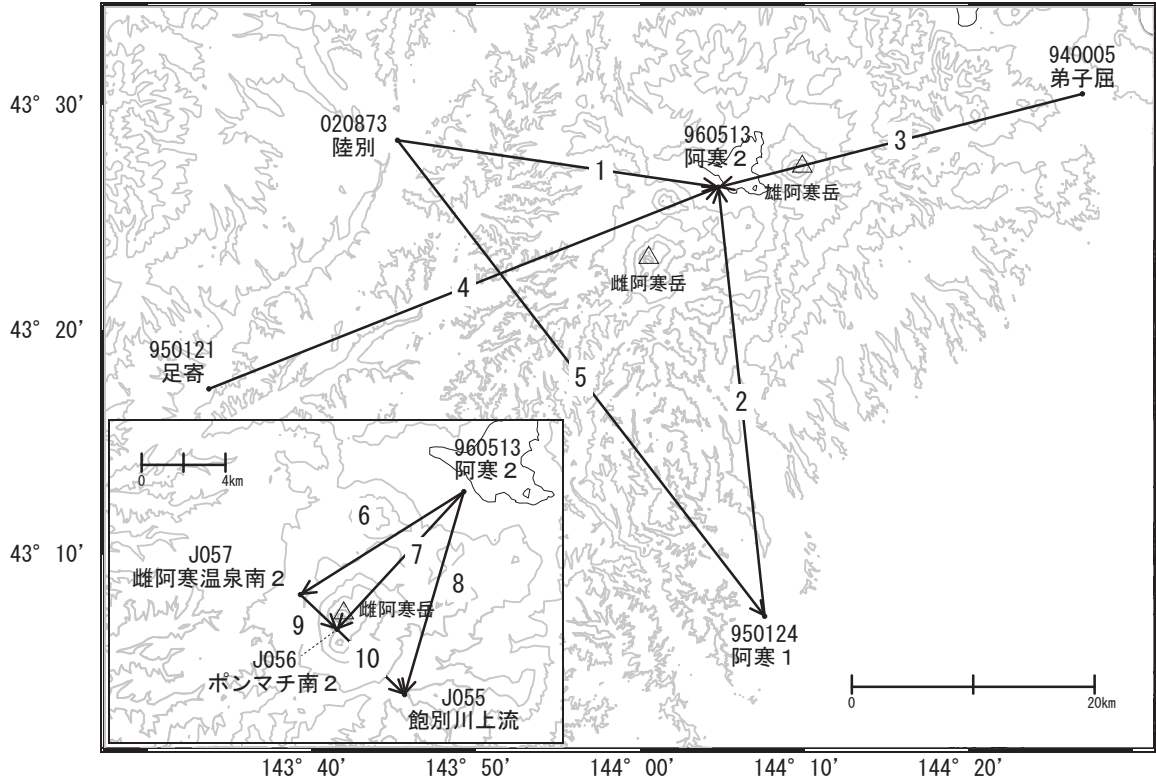 940005
弟子屈
43° 30′
020873
陸別
960513
阿寒２
3
1
雄阿寒岳
雌阿寒岳
4
43° 20′
950121
足寄
5
2
960513
阿寒２
0
4km
6
7
43° 10′
J057
雌阿寒温泉南２
8
雌阿寒岳
9
10
J056
ポンマチ南２
J055
飽別川上流
950124
阿寒１
0
20km
143° 40′
143° 50′
144° 00′
144° 10′
144° 20′